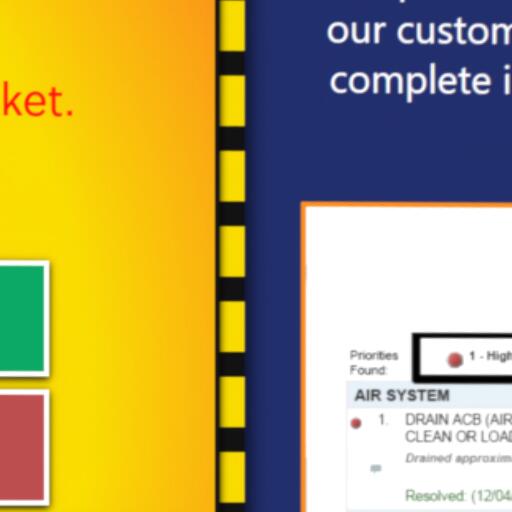 ket.
our custom
complete i
Priorities
Found:
1 - High
AIR SYSTEM
1. DRAIN ACB (AIR
CLEAN OR LOAD
Drained approxim
Resolved: (12/04/